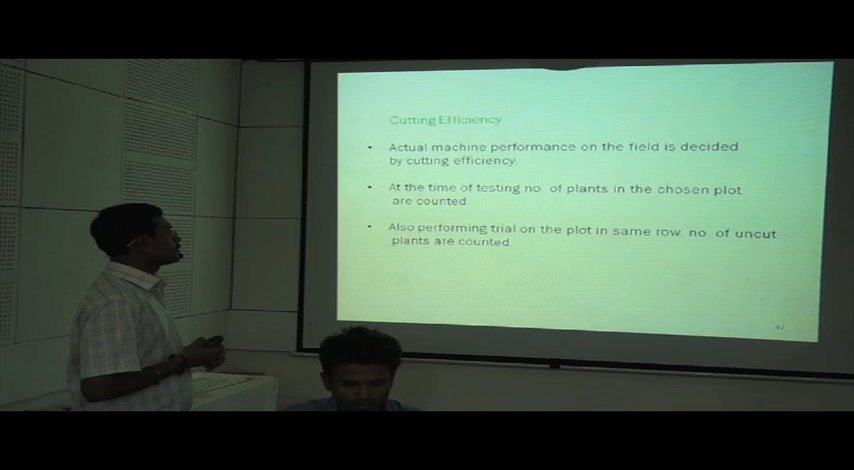 Cutting Efficiency
• Actual machine performance on the field is decided
by cutting efficiency.
• At the time of testing no. of plants in the chosen plot
are counted.
• Also performing trial on the plot in same row, no. of uncut
plants are counted.
42